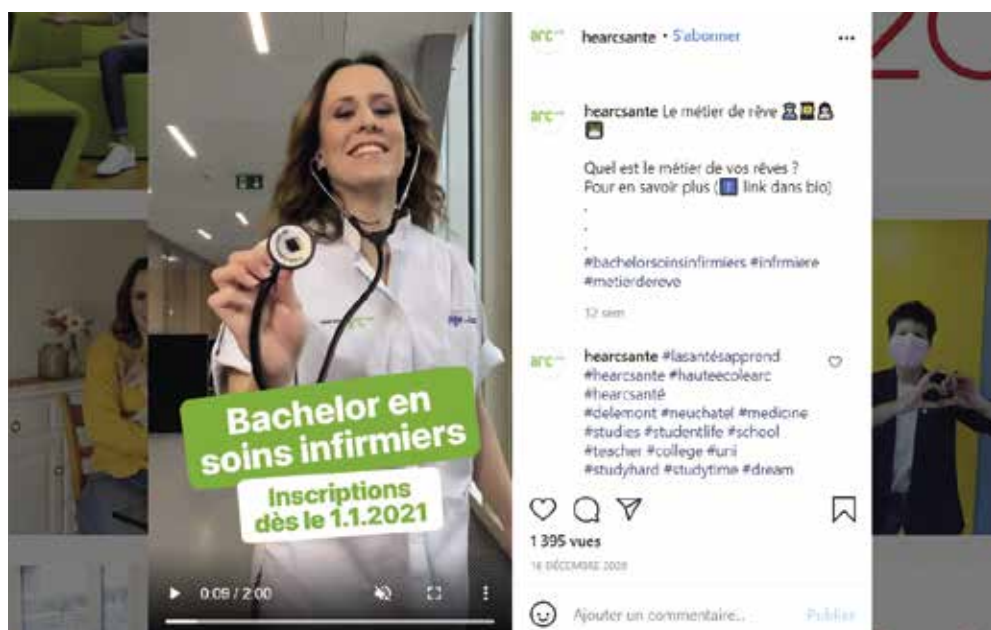 20
arc
hearcsante • S'abonner
...
arc
hearcsante Le métier de rêve
Quel est le métier de vos rêves ?
Pour en savoir plus ( link dans bio)
.
.
.
#bachelorsoinsinfirmiers #infirmiere
#metierdereve
12 sem
arc
hearcsante #lasantésapprend
#hearcsante #hauteecolearc
#hearcsanté
#delemont #neuchatel #medicine
#studies #studentlife #school
#teacher #college #uni
#studyhard #studytime #dream
1 395 vues
16 DÉCEMBRE 2020
Ajouter un commentaire...
Publier
Bachelor en
soins infirmiers
Inscriptions
dès le 1.1.2021
0:09 / 2:00